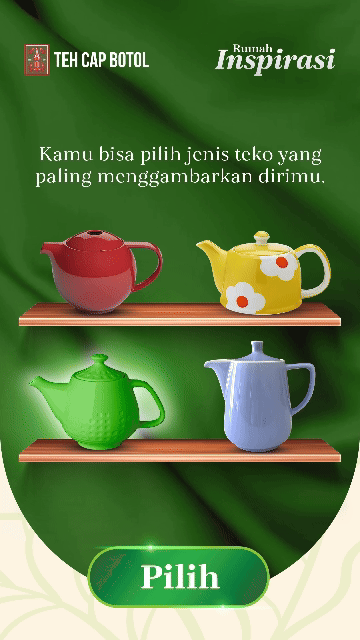 TEH CAP BOTOL
Rumah
Inspirasi
Kamu bisa pilih jenis teko yang
paling menggambarkan dirimu.
Pilih